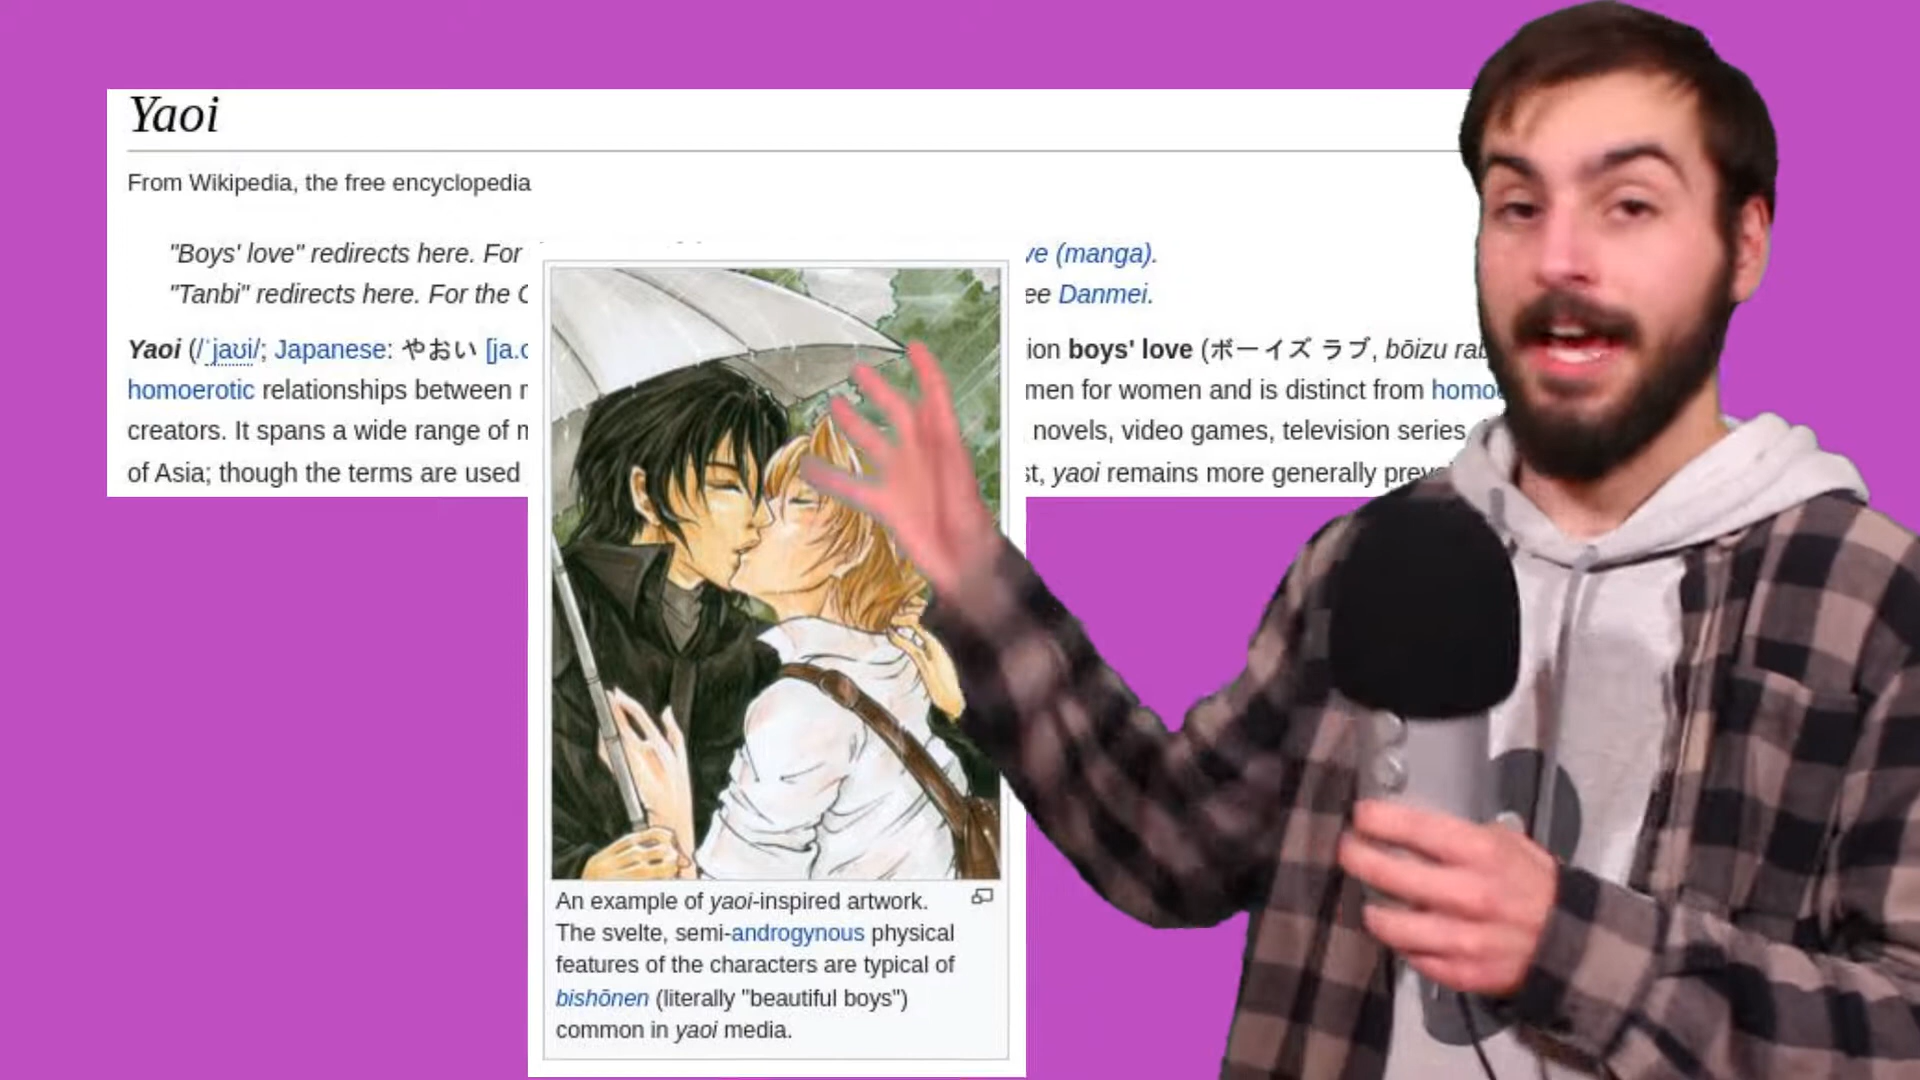 Yaoi
From Wikipedia, the free encyclopedia
"Boys' love" redirects here. For ve (manga).
"Tanbi" redirects here. For the ee Danmei.
Yaoi (/ˈjaʊi/; Japanese: やおい [ja.o ion boys' love (ボーイズ ラブ, bōizu
homoerotic relationships between men for women and is distinct from
creators. It spans a wide range of , novels, video games, television series
of Asia; though the terms are used st, yaoi remains more generally
An example of yaoi-inspired artwork.
The svelte, semi-androgynous physical
features of the characters are typical of
bishōnen (literally "beautiful boys")
common in yaoi media.